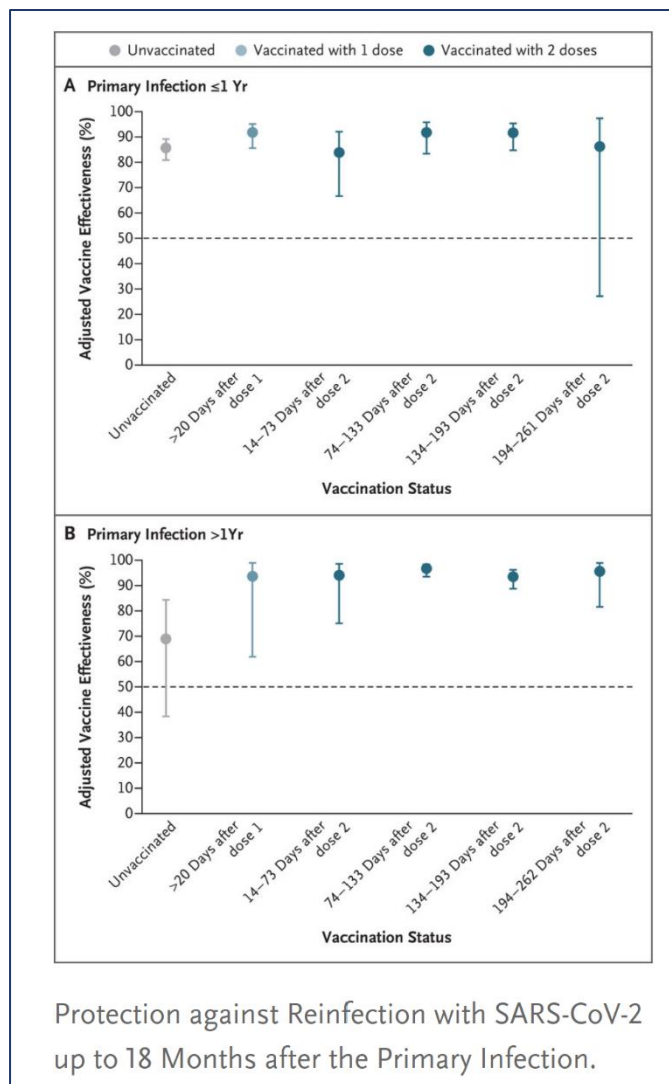 Unvaccinated Vaccinated with 1 dose Vaccinated with 2 doses
A Primary Infection ≤1 Yr
Adjusted Vaccine Effectiveness (%)
100
90
80
70
60
50
40
30
20
10
0
Unvaccinated
>20 Days after
dose 1
14–73 Days after
dose 2
74–133 Days after
dose 2
134–193 Days after
dose 2
194–261 Days after
dose 2
Vaccination Status
B Primary Infection >1Yr
Adjusted Vaccine Effectiveness (%)
100
90
80
70
60
50
40
30
20
10
0
Unvaccinated
>20 Days after
dose 1
14–73 Days after
dose 2
74–133 Days after
dose 2
134–193 Days after
dose 2
194–262 Days after
dose 2
Vaccination Status
Protection against Reinfection with SARS-CoV-2
up to 18 Months after the Primary Infection.